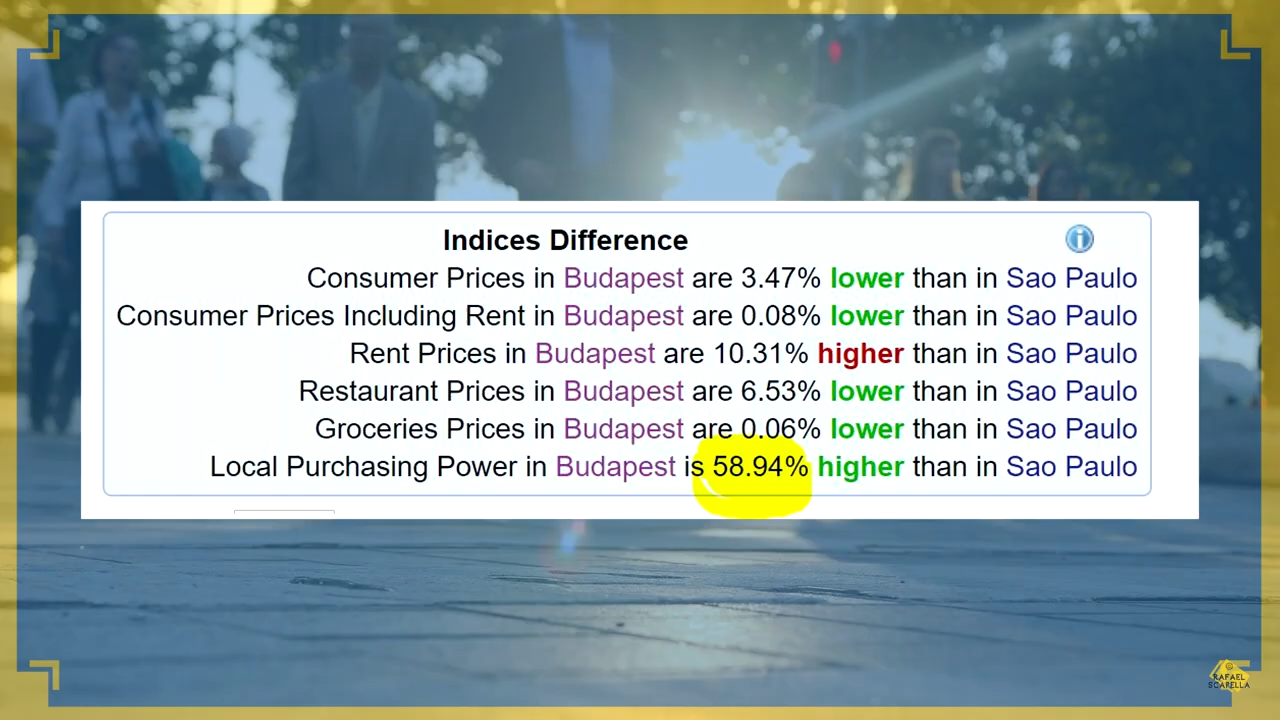 Indices Difference
Consumer Prices in Budapest are 3.47% lower than in Sao Paulo
Consumer Prices Including Rent in Budapest are 0.08% lower than in Sao Paulo
Rent Prices in Budapest are 10.31% higher than in Sao Paulo
Restaurant Prices in Budapest are 6.53% lower than in Sao Paulo
Groceries Prices in Budapest are 0.06% lower than in Sao Paulo
Local Purchasing Power in Budapest is 58.94% higher than in Sao Paulo
RAFAEL
SCARELLA